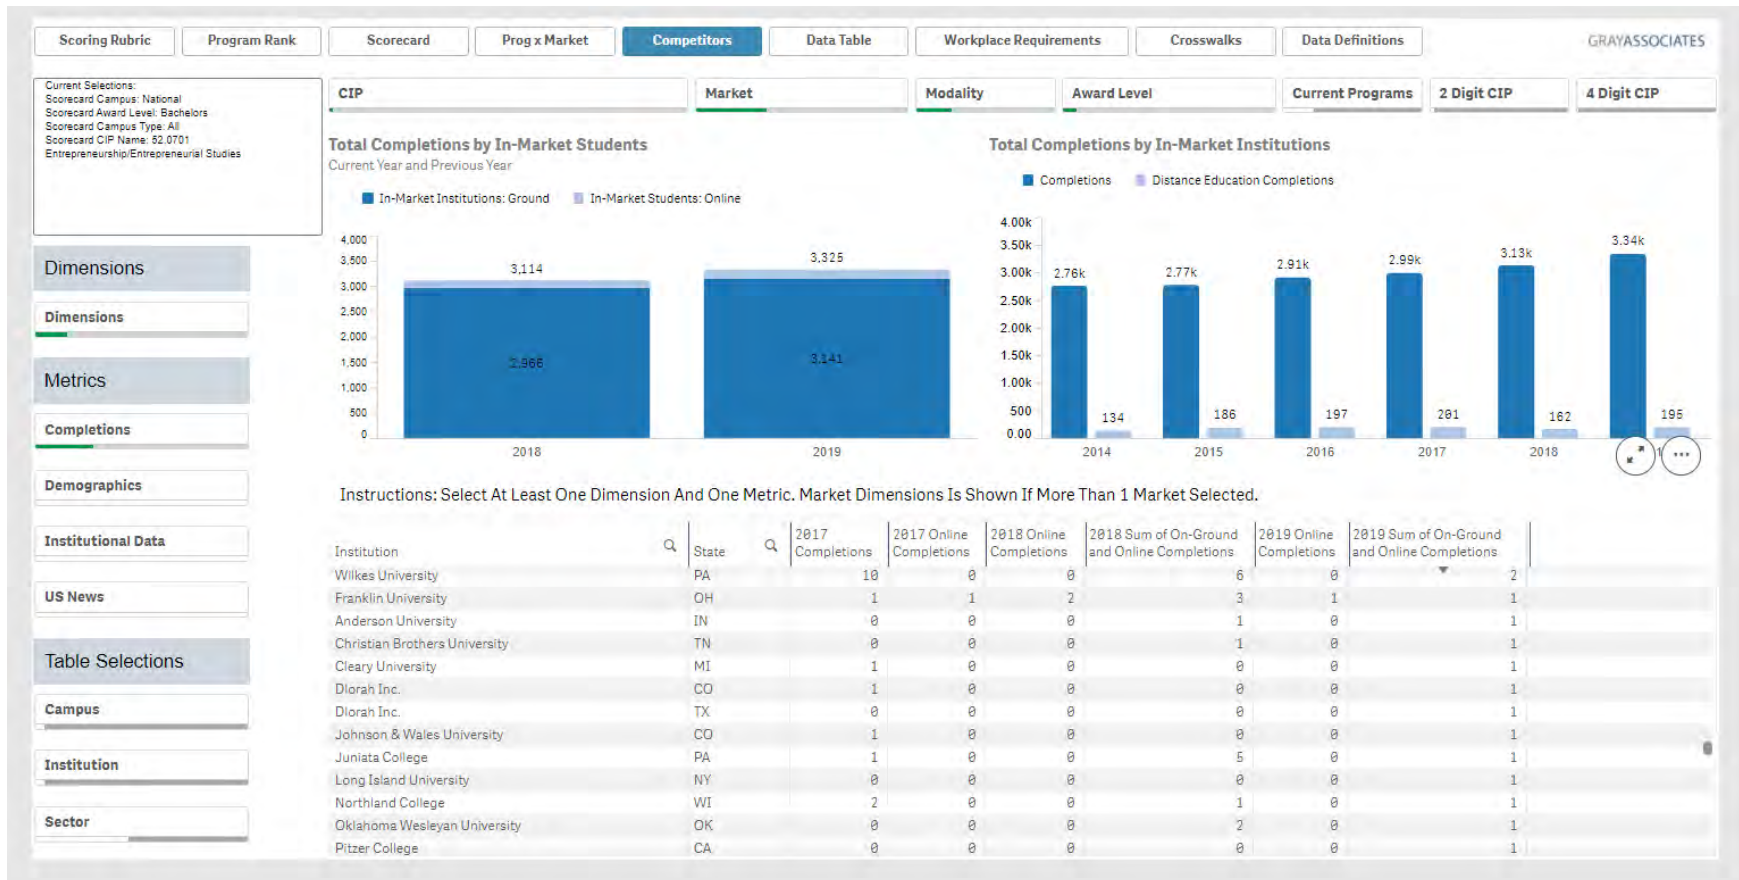 Scoring Rubric
Program Rank
Scorecard
Prog x Market
Competitors
Data Table
Workplace Requirements
Crosswalks
Data Definitions
GRAYASSOCIATES
Current Selections:
Scorecard Campus: National
Scorecard Award Level: Bachelors
Scorecard Campus Type: All
Scorecard CIP Name: 52.0701
Entrepreneurship/Entrepreneurial Studies
CIP
Market
Modality
Award Level
Current Programs
2 Digit CIP
4 Digit CIP
Dimensions
Dimensions
Metrics
Completions
Demographics
Institutional Data
US News
Table Selections
Campus
Institution
Sector
Total Completions by In-Market Students
Current Year and Previous Year
In-Market Institutions: Ground In-Market Students: Online
4,000
3,500
3,000
2,500
2,000
1,500
1,000
500
0
3,114
2,966
3,325
3,141
2018 2019
Total Completions by In-Market Institutions
Completions Distance Education Completions
4.00k
3.50k
3.00k
2.50k
2.00k
1.50k
1.00k
500
0.00
2.76k 2.77k 2.91k 2.99k 3.13k 3.34k
134 186 197 201 162 195
2014 2015 2016 2017 2018
Instructions: Select At Least One Dimension And One Metric. Market Dimensions Is Shown If More Than 1 Market Selected.
Institution State 2017 Completions 2017 Online Completions 2018 Online Completions 2018 Sum of On-Ground and Online Completions 2019 Online Completions 2019 Sum of On-Ground and Online Completions
Wilkes University PA 10 0 0 6 0 2
Franklin University OH 1 1 2 3 1 1
Anderson University IN 0 0 0 1 0 1
Christian Brothers University TN 0 0 0 1 0 1
Cleary University MI 1 0 0 0 0 1
Dlorah Inc. CO 1 0 0 0 0 1
Dlorah Inc. TX 0 0 0 0 0 1
Johnson & Wales University CO 1 0 0 0 0 1
Juniata College PA 1 0 0 5 0 1
Long Island University NY 0 0 0 0 0 1
Northland College WI 2 0 0 1 0 1
Oklahoma Wesleyan University OK 0 0 0 2 0 1
Pitzer College CA 0 0 0 0 0 1